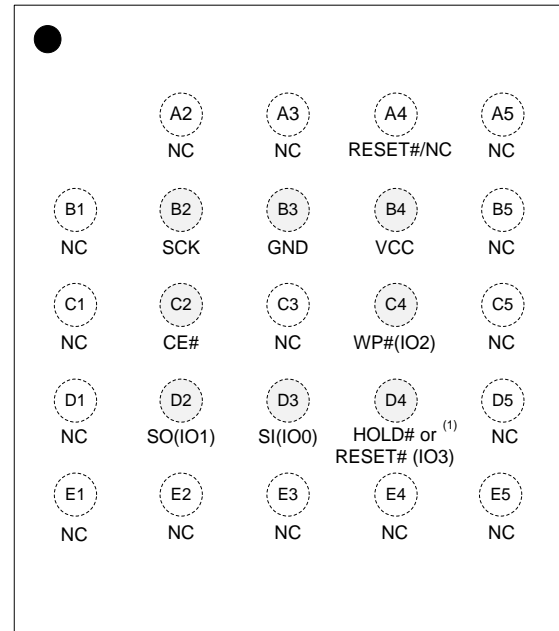 A2 A3 A4 A5
NC NC RESET#/NC NC
B1 B2 B3 B4 B5
NC SCK GND VCC NC
C1 C2 C3 C4 C5
NC CE# NC WP#(IO2) NC
D1 D2 D3 D4 D5
NC SO(IO1) SI(IO0) HOLD# or (1) NC
RESET# (IO3)
E1 E2 E3 E4 E5
NC NC NC NC NC